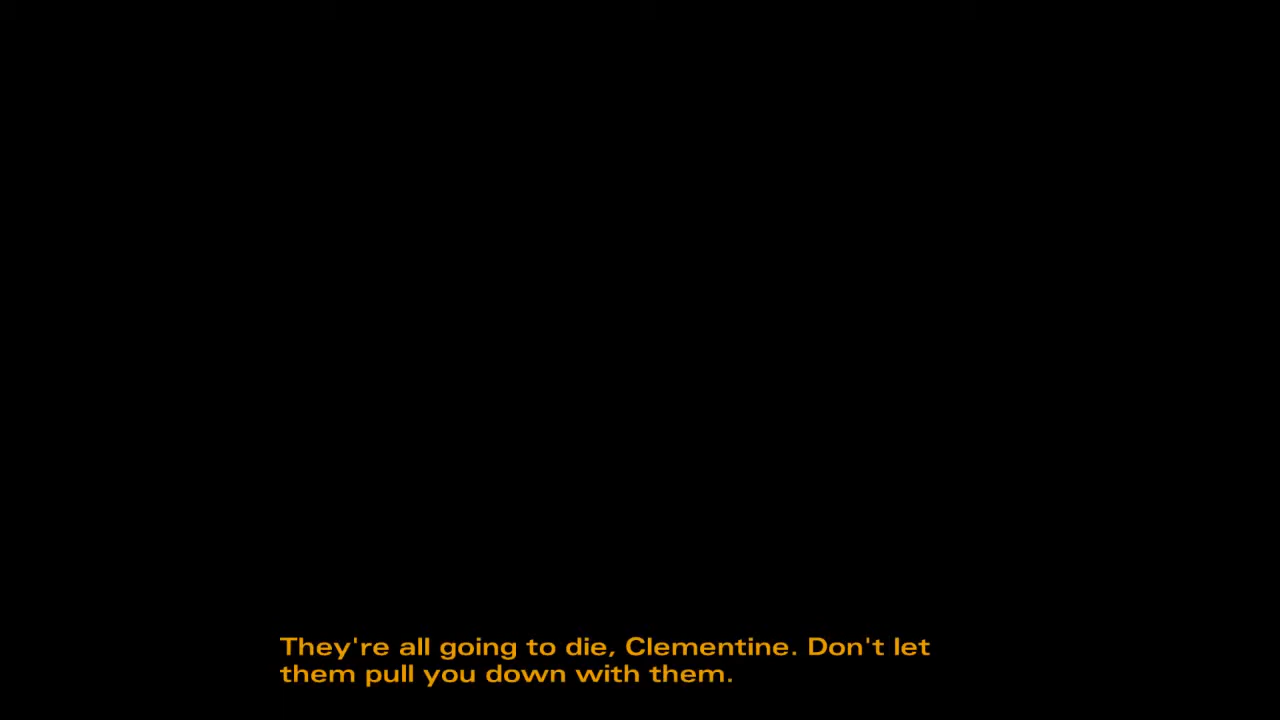 They're all going to die, Clementine. Don't let
them pull you down with them.